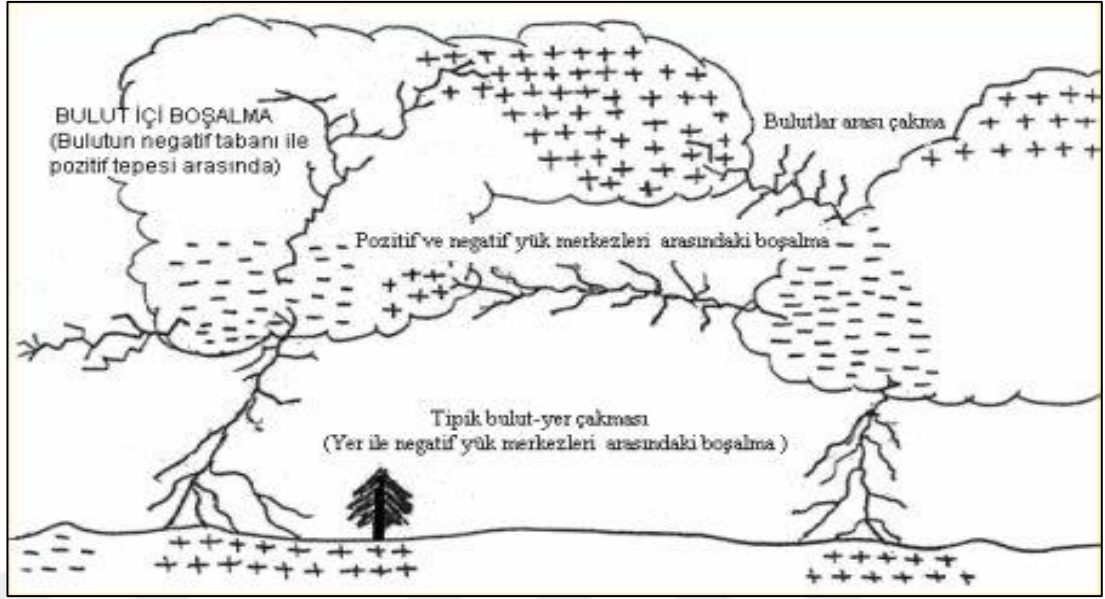 BULUT İÇİ BOŞALMA
(Bulutun negatif tabanı ile
pozitif tepesi arasında)
Bulutlar arası çakma
Pozitif ve negatif yük merkezleri arasındaki boşalma
Tipik bulut-yer çakması
(Yer ile negatif yük merkezleri arasındaki boşalma )